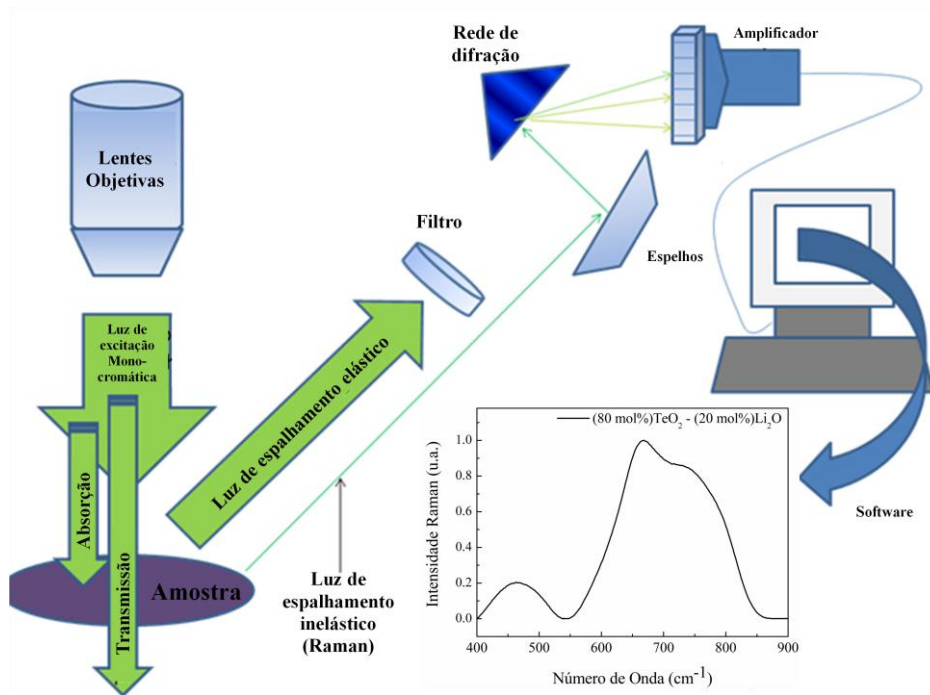 Rede de
difração
Amplificador
Lentes
Objetivas
Filtro
Espelhos
Luz de
excitação
Mono-
cromática
Luz de espalhamento elástico
Absorção
Transmissão
Amostra
Luz de
espalhamento
inelástico
(Raman)
Software
(80 mol%)TeO₂ - (20 mol%)Li₂O
Intensidade Raman (u.a.)
1.0
0.8
0.6
0.4
0.2
0.0
400 500 600 700 800 900
Número de Onda (cm⁻¹)